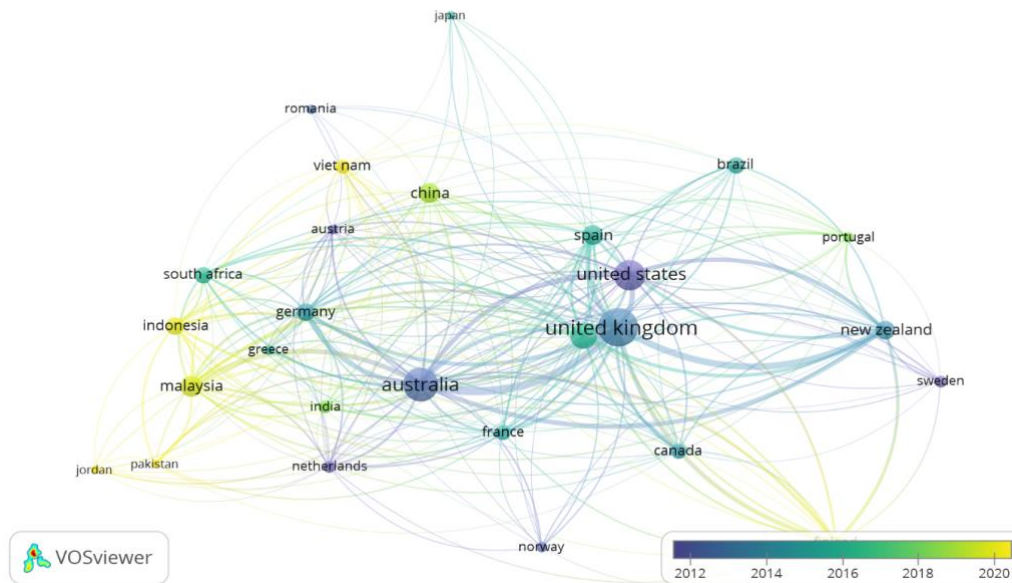 japan
romania
viet nam
brazil
china
austria
spain
portugal
south africa
united states
germany
indonesia
united kingdom
new zealand
greece
malaysia
australia
sweden
india
france
canada
jordan
pakistan
netherlands
norway
VOSviewer
2012 2014 2016 2018 2020